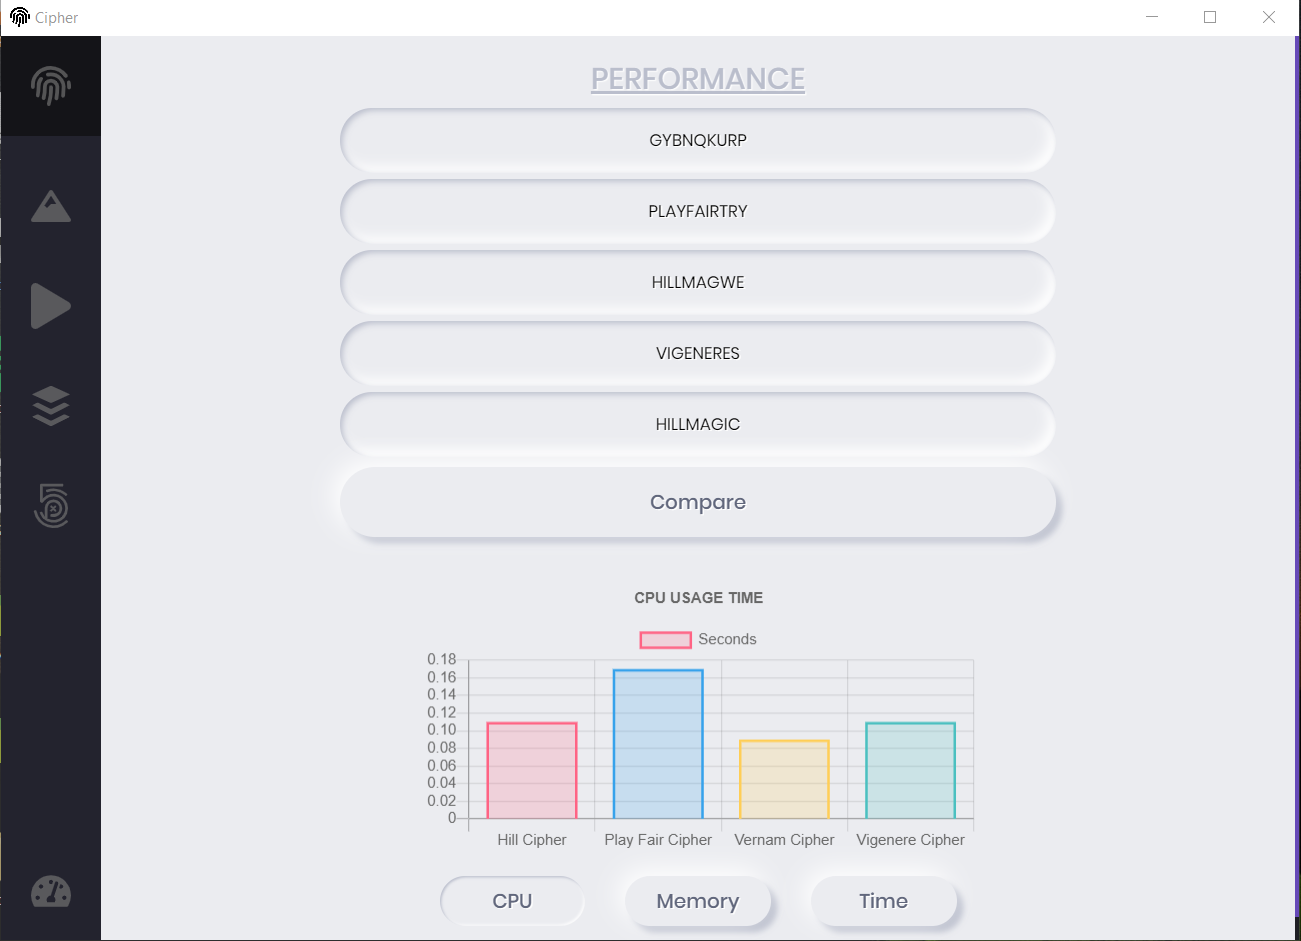 Cipher
PERFORMANCE
GYBNQKURP
PLAYFAIRTRY
HILLMAGWE
VIGENERES
HILLMAGIC
Compare
CPU USAGE TIME
Seconds
0.18
0.16
0.14
0.12
0.10
0.08
0.06
0.04
0.02
0
Hill Cipher Play Fair Cipher Vernam Cipher Vigenere Cipher
CPU Memory Time